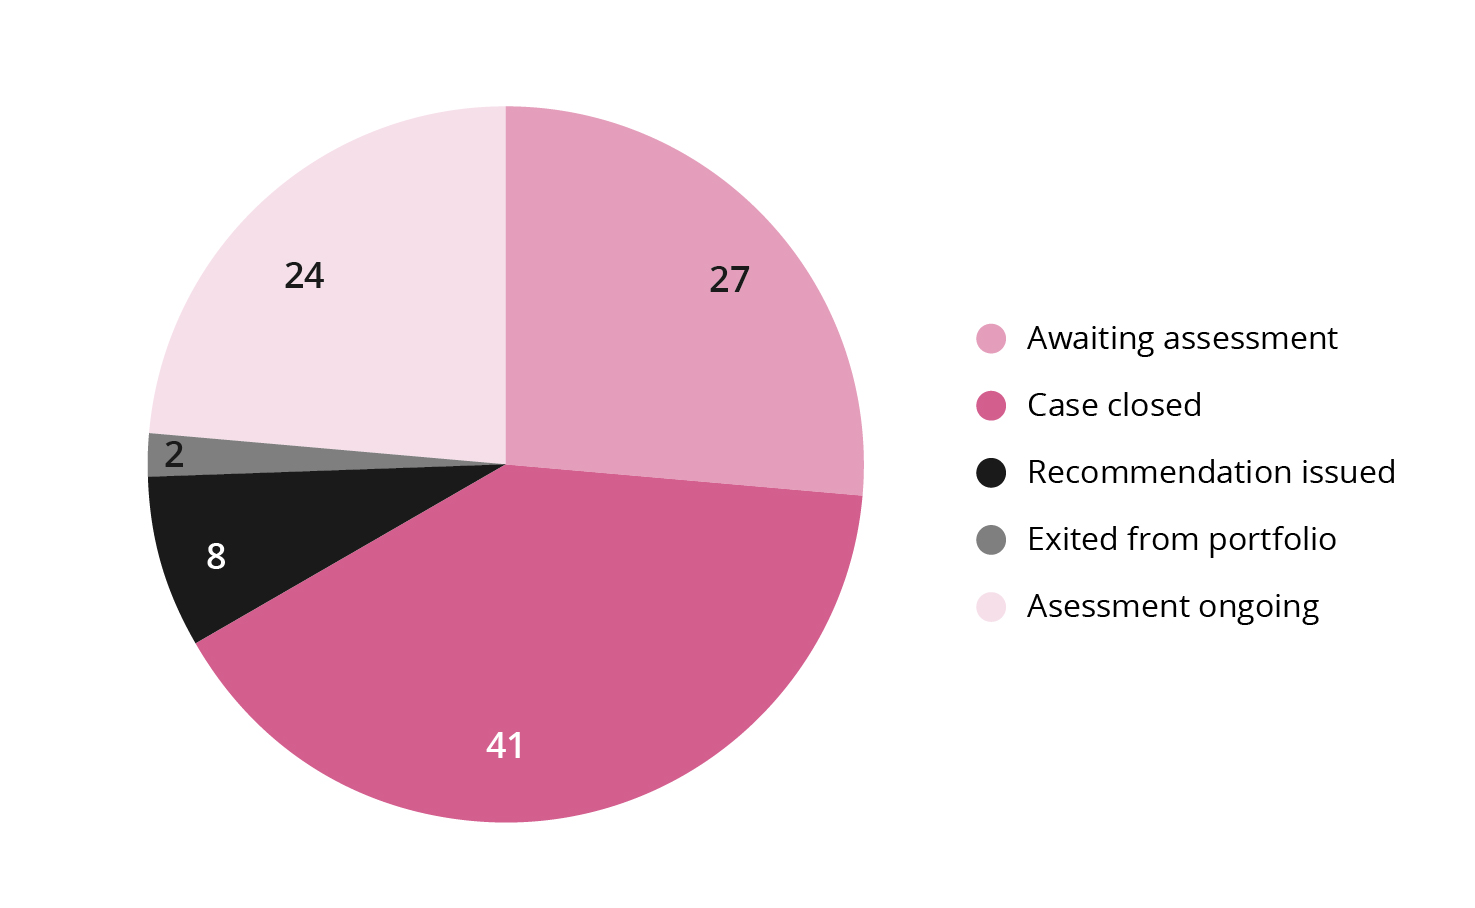 24
27
2
8
41
Awaiting assessment
Case closed
Recommendation issued
Exited from portfolio
Asessment ongoing